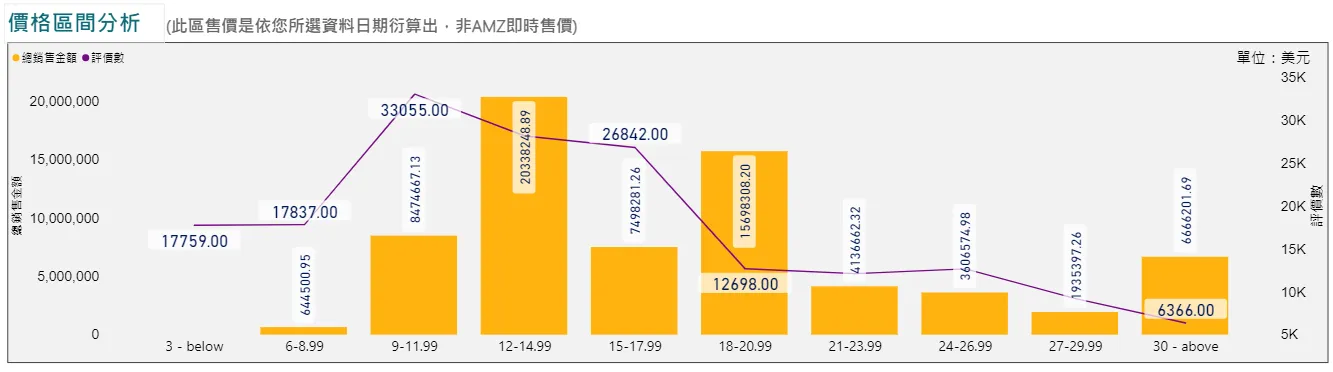 價格區間分析 (此區售價是依您所選資料日期衍算出，非AMZ即時售價)
總銷售金額 評價數 單位：美元
總銷售金額
20,000,000
15,000,000
10,000,000
5,000,000
0
17759.00
17837.00
33055.00
26842.00
12698.00
6366.00
644500.95
8474667.13
20338248.89
7498281.26
15698308.20
4136662.32
3606574.98
1935397.26
6666201.69
35K
30K
25K
20K
15K
10K
5K
評價數
3 - below 6-8.99 9-11.99 12-14.99 15-17.99 18-20.99 21-23.99 24-26.99 27-29.99 30 - above